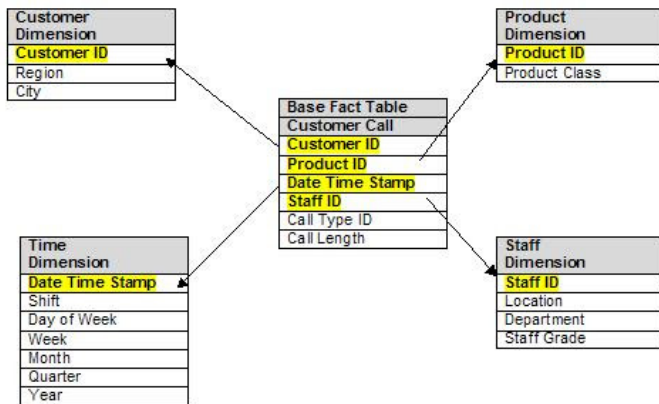 Customer
Dimension
Customer ID
Region
City
Product
Dimension
Product ID
Product Class
Base Fact Table
Customer Call
Customer ID
Product ID
Date Time Stamp
Staff ID
Call Type ID
Call Length
Time
Dimension
Date Time Stamp
Shift
Day of Week
Week
Month
Quarter
Year
Staff
Dimension
Staff ID
Location
Department
Staff Grade